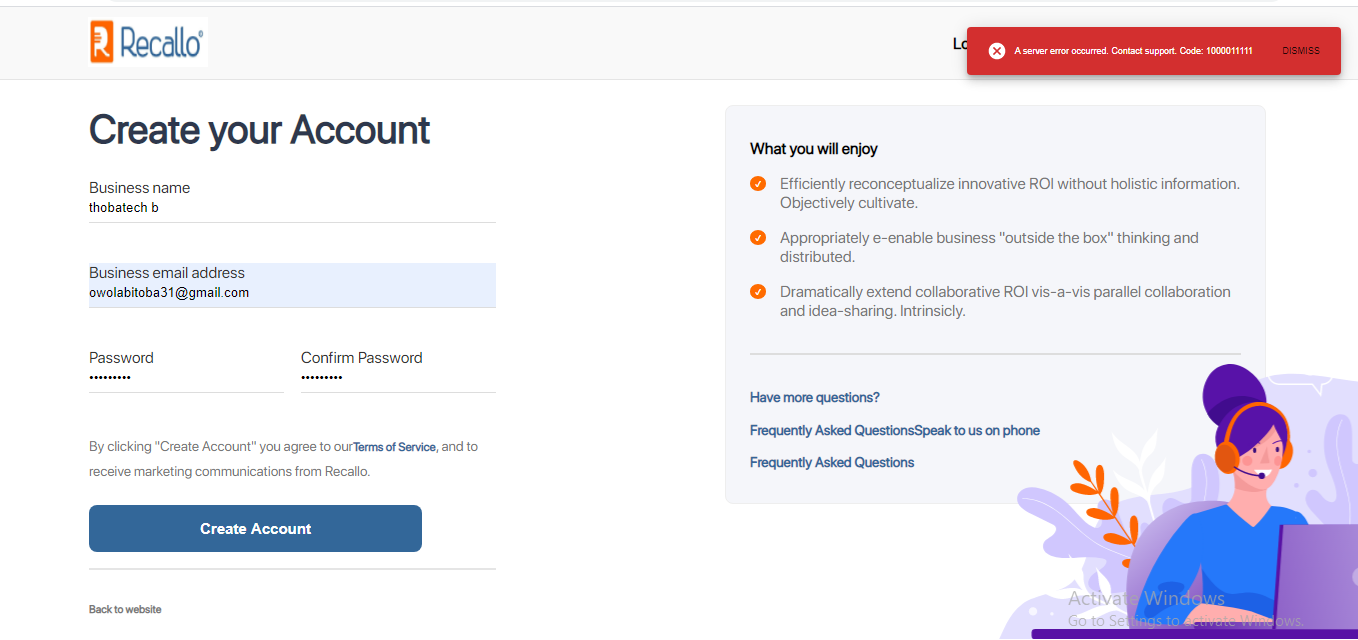 Recallo
A server error occurred. Contact support. Code: 1000011111 DISMISS
Create your Account
Business name
thobatech b
Business email address
owolabitoba31@gmail.com
Password Confirm Password
••••••••• •••••••••
By clicking "Create Account" you agree to ourTerms of Service, and to
receive marketing communications from Recallo.
Create Account
Back to website
What you will enjoy
Efficiently reconceptualize innovative ROI without holistic information.
Objectively cultivate.
Appropriately e-enable business "outside the box" thinking and
distributed.
Dramatically extend collaborative ROI vis-a-vis parallel collaboration
and idea-sharing. Intrinsicly.
Have more questions?
Frequently Asked QuestionsSpeak to us on phone
Frequently Asked Questions
Activate Windows
Go to Settings to activate Windows.